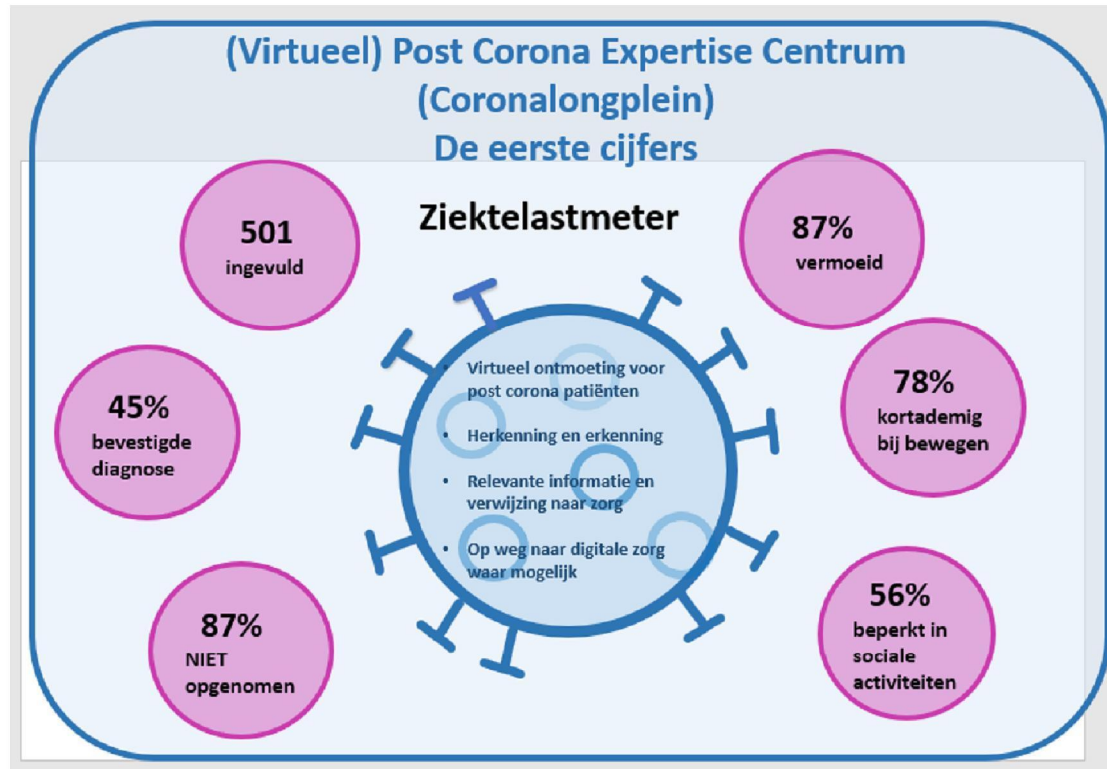 (Virtueel) Post Corona Expertise Centrum
(Coronalongplein)
De eerste cijfers
Ziektelastmeter
501
ingevuld
45%
bevestigde
diagnose
87%
NIET
opgenomen
• Virtueel ontmoeting voor
post corona patiënten
• Herkenning en erkenning
• Relevante informatie en
verwijzing naar zorg
• Op weg naar digitale zorg
waar mogelijk
87%
vermoeid
78%
kortademig
bij bewegen
56%
beperkt in
sociale
activiteiten